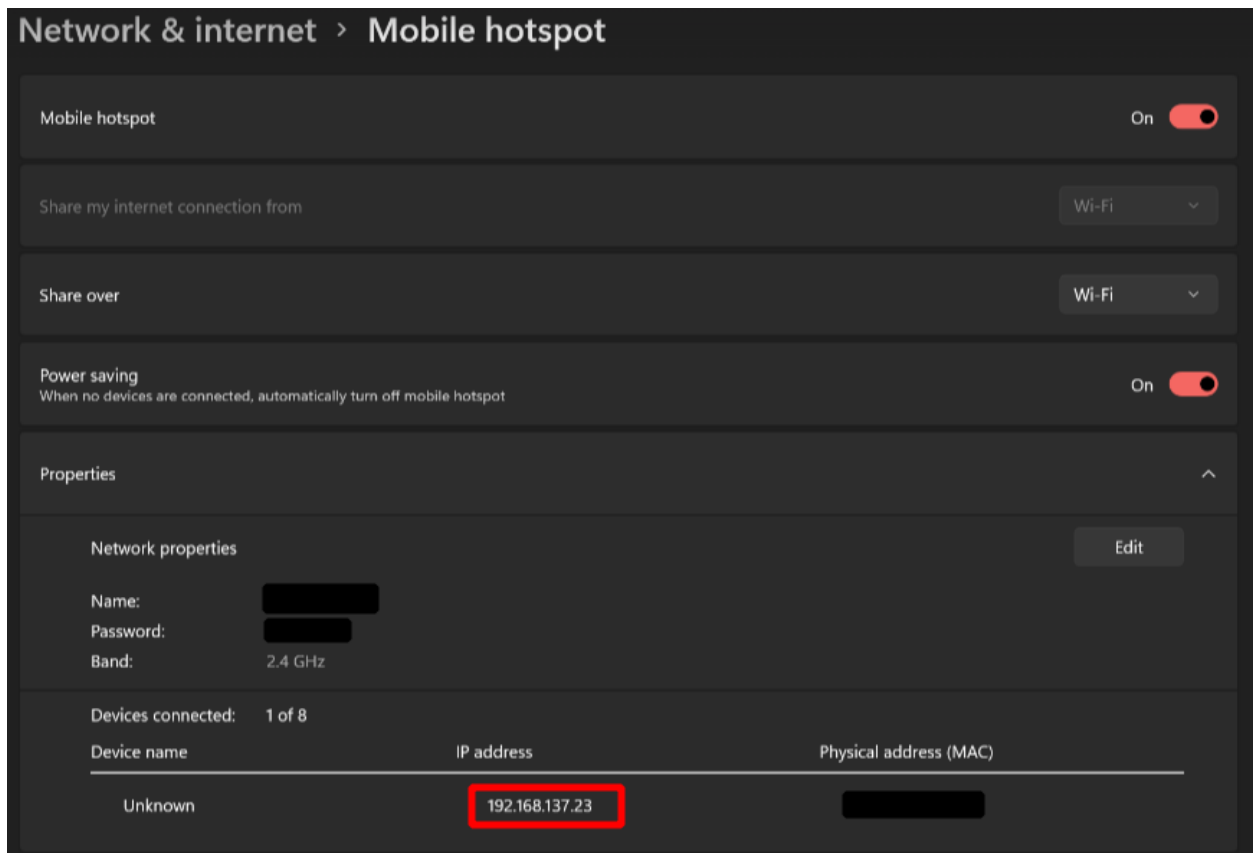 Network & internet > Mobile hotspot
Mobile hotspot On
Share my internet connection from Wi-Fi
Share over Wi-Fi
Power saving On
When no devices are connected, automatically turn off mobile hotspot
Properties
Network properties Edit
Name:
Password:
Band: 2.4 GHz
Devices connected: 1 of 8
Device name IP address Physical address (MAC)
Unknown 192.168.137.23